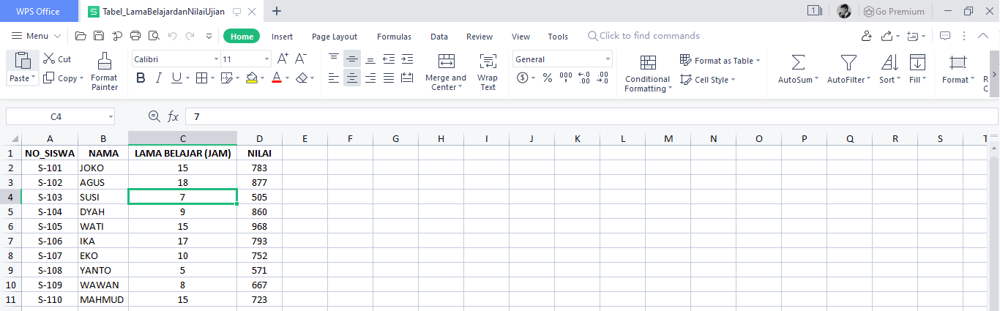 WPS Office Tabel_LamaBelajardanNilaiUjian 1 Go Premium
Menu Home Insert Page Layout Formulas Data Review View Tools Click to find commands
Paste Cut Copy Format Painter Calibri 11 A+ A- B I U A Merge and Center Wrap Text General Conditional Formatting Format as Table Cell Style AutoSum AutoFilter Sort Fill Format
C4 fx 7
A B C D E F G H I J K L M N O P Q R S T
1 NO_SISWA NAMA LAMA BELAJAR (JAM) NILAI
2 S-101 JOKO 15 783
3 S-102 AGUS 18 877
4 S-103 SUSI 7 505
5 S-104 DYAH 9 860
6 S-105 WATI 15 968
7 S-106 IKA 17 793
8 S-107 EKO 10 752
9 S-108 YANTO 5 571
10 S-109 WAWAN 8 667
11 S-110 MAHMUD 15 723